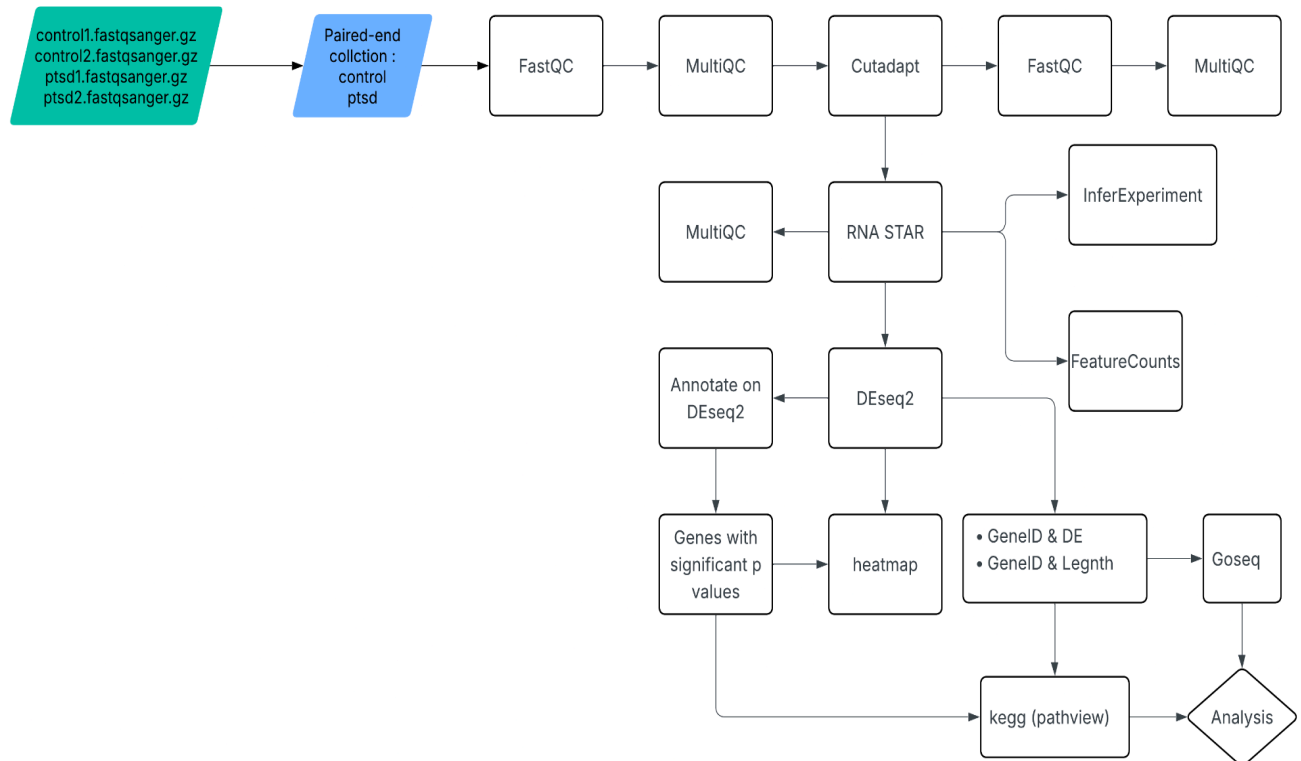 control1.fastqsanger.gz
control2.fastqsanger.gz
ptsd1.fastqsanger.gz
ptsd2.fastqsanger.gz
Paired-end
collction :
control
ptsd
FastQC
MultiQC
Cutadapt
FastQC
MultiQC
InferExperiment
MultiQC
RNA STAR
FeatureCounts
Annotate on
DEseq2
DEseq2
Genes with
significant p
values
heatmap
• GeneID & DE
• GeneID & Legnth
Goseq
kegg (pathview)
Analysis